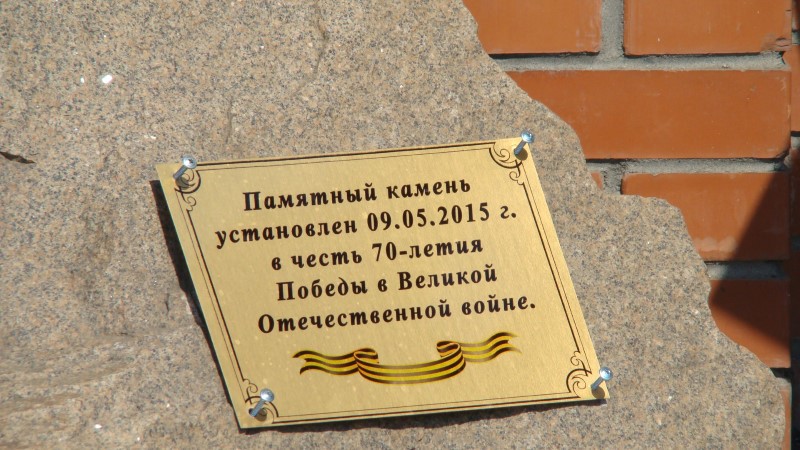 Памятный камень
установлен 09.05.2015 г.
в честь 70-летия
Победы в Великой
Отечественной войне.